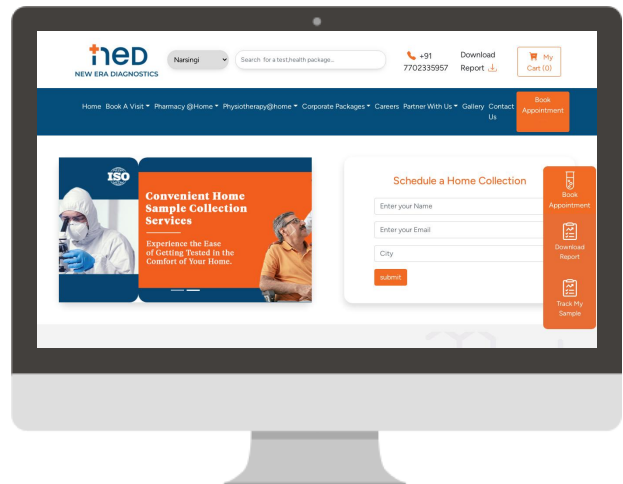 ned
NEW ERA DIAGNOSTICS
Narsingi
Search for a test,health package..
+91
7702335957
Download
Report
My
Cart (0)
Home Book A Visit Pharmacy @Home Physiotherapy@home Corporate Packages Careers Partner With Us Gallery Contact
Us
Book
Appointment
ISO
Convenient Home
Sample Collection
Services
Experience the Ease
of Getting Tested in the
Comfort of Your Home.
Schedule a Home Collection
Enter your Name
Enter your Email
City
submit
Book
Appointment
Download
Report
Track My
Sample